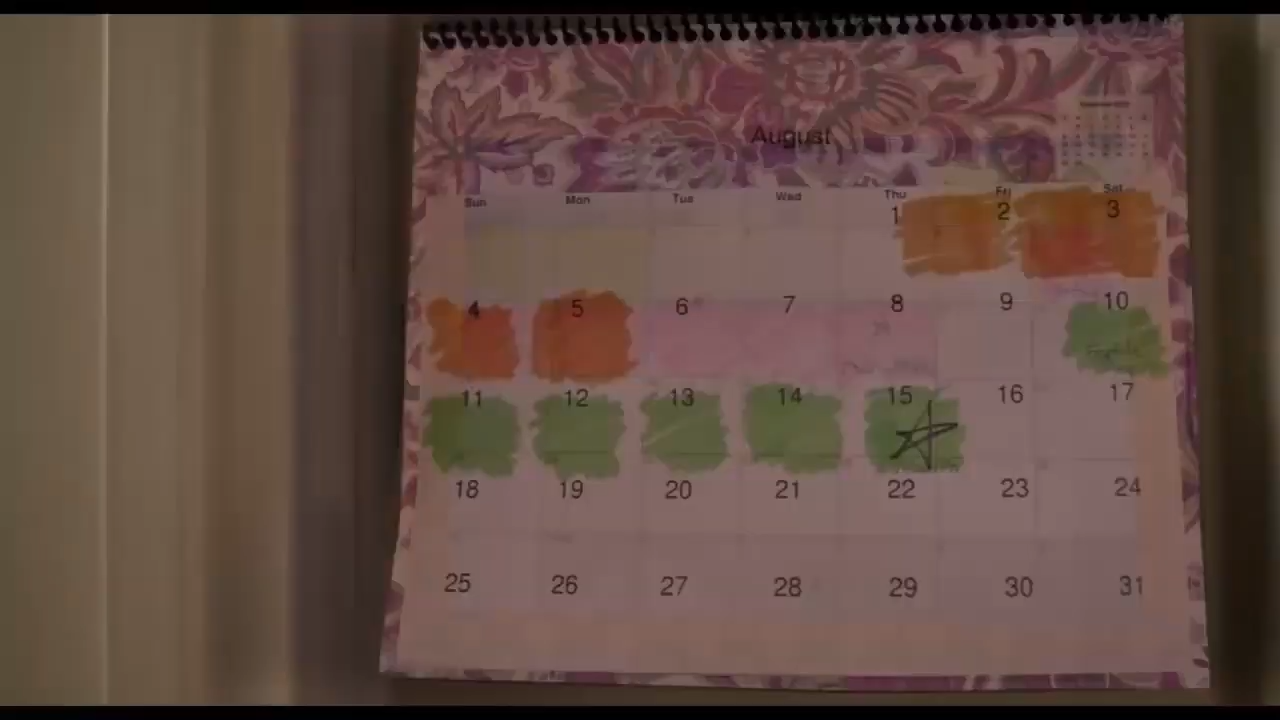 August
Sun Mon Tue Wed Thu Fri Sat
1 2 3
4 5 6 7 8 9 10
11 12 13 14 15 16 17
18 19 20 21 22 23 24
25 26 27 28 29 30 31